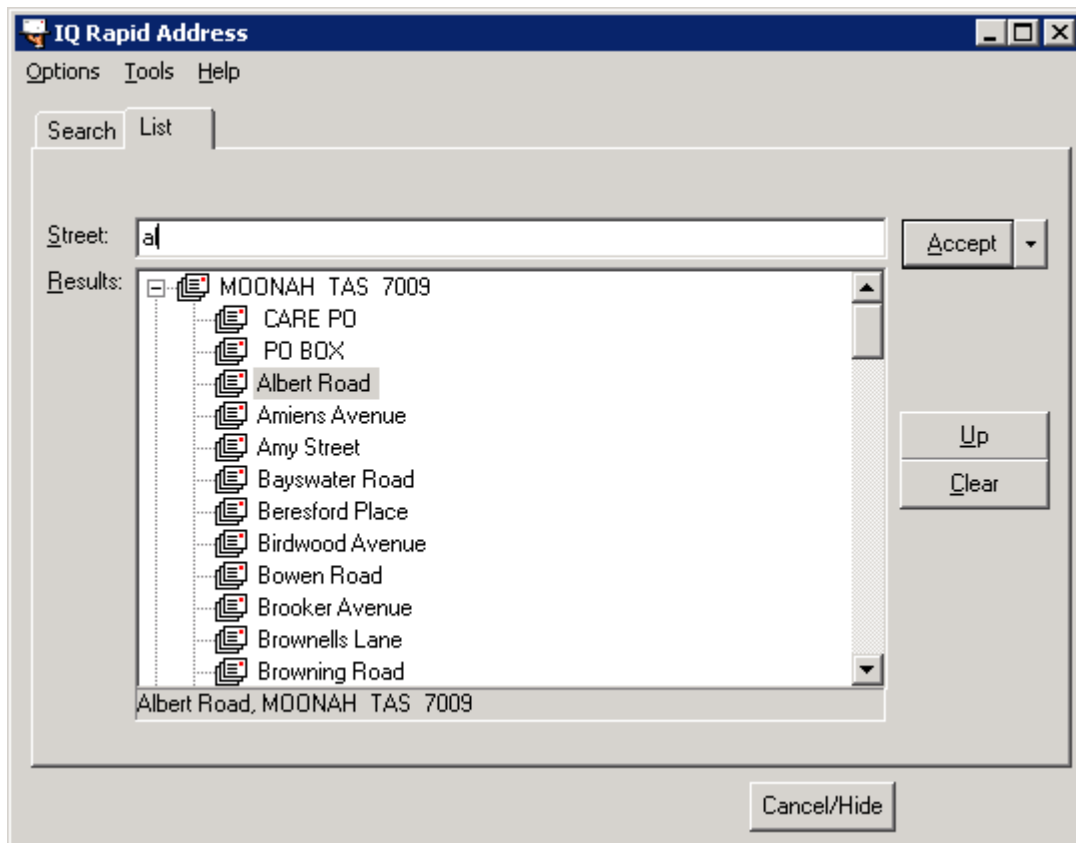 IQ Rapid Address
Options Tools Help
Search List
Street: al Accept
Results: MOONAH TAS 7009
CARE PO
PO BOX
Albert Road
Amiens Avenue
Amy Street
Up
Bayswater Road
Clear
Beresford Place
Birdwood Avenue
Bowen Road
Brooker Avenue
Brownells Lane
Browning Road
Albert Road, MOONAH TAS 7009
Cancel/Hide